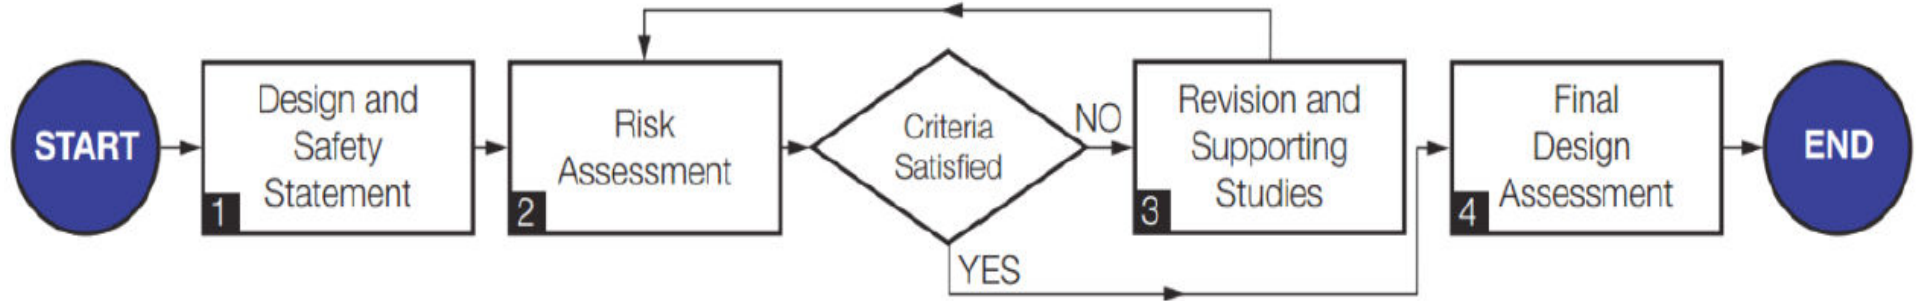 START
Design and
Safety
Statement
1
Risk
Assessment
2
Criteria
Satisfied
NO
YES
Revision and
Supporting
Studies
3
Final
Design
Assessment
4
END